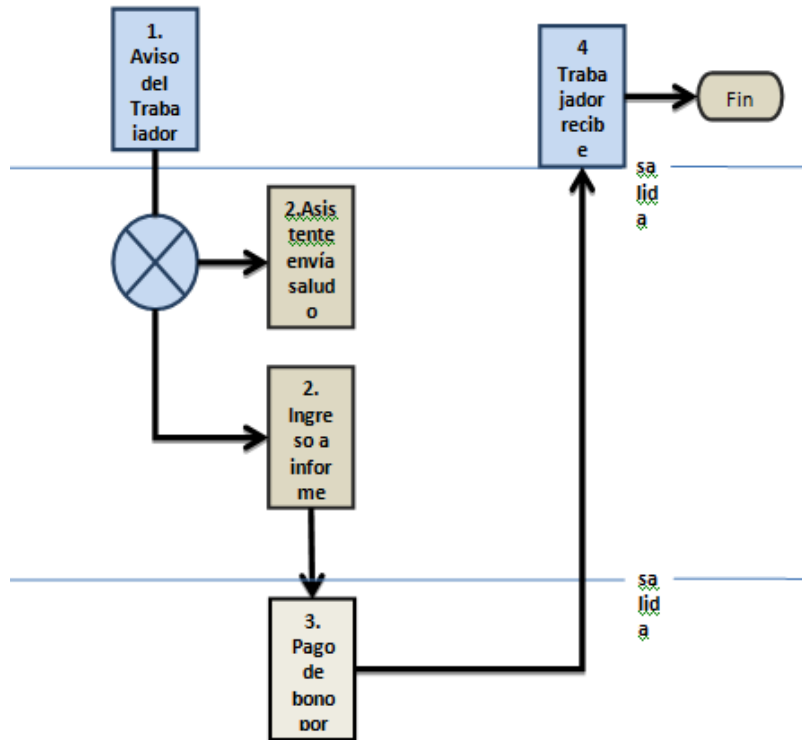 1.
Aviso
del
Traba
jador
4
Traba
jador
recib
e
Fin
sa
lid
a
2.Asis
tente
envía
salud
o
2.
Ingre
so a
infor
me
sa
lid
a
3.
Pago
de
bono
por